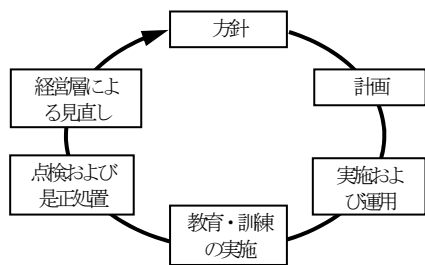 方針
計画
実施およ
び運用
教育・訓練
の実施
点検および
是正処置
経営層によ
る見直し